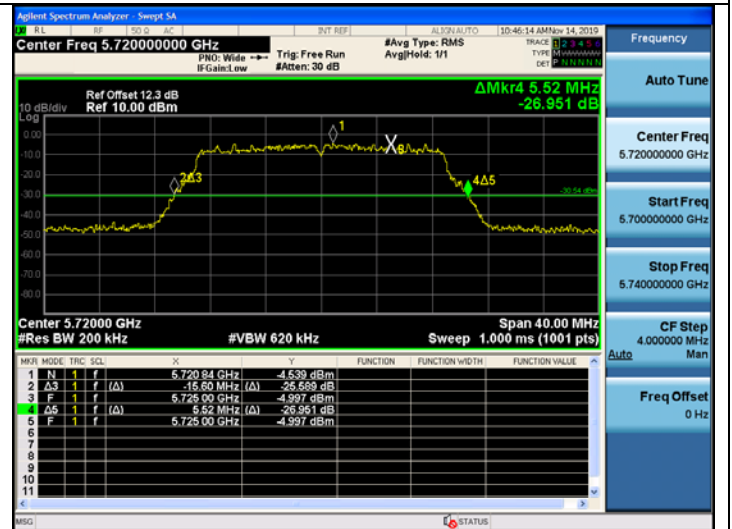 Agilent Spectrum Analyzer - Swept SA
RL RF 50 Ω AC INT REF ALIGNAUTO 10:46:14 AMNov 14, 2019
Center Freq 5.720000000 GHz
PNO: Wide
IFGain:Low
Trig: Free Run
#Atten: 30 dB
#Avg Type: RMS
Avg|Hold: 1/1
TRACE 1 2 3 4 5 6
TYPE MWWWWW
DET P N N N N N
ΔMkr4 5.52 MHz
-26.951 dB
Ref Offset 12.3 dB
10 dB/div Ref 10.00 dBm
Log
0.00
-10.0
-20.0
-30.0
-40.0
-50.0
-60.0
-70.0
-80.0
1
2Δ3
4Δ5
-30.54 dBm
Center 5.72000 GHz Span 40.00 MHz
#Res BW 200 kHz #VBW 620 kHz Sweep 1.000 ms (1001 pts)
MKR MODE TRC SCL X Y FUNCTION FUNCTION WIDTH FUNCTION VALUE
1 N 1 f 5.720 84 GHz -4.539 dBm
2 Δ3 1 f (Δ) -15.60 MHz (Δ) -25.589 dB
3 F 1 f 5.725 00 GHz -4.997 dBm
4 Δ5 1 f (Δ) 5.52 MHz (Δ) -26.951 dB
5 F 1 f 5.725 00 GHz -4.997 dBm
6
7
8
9
10
11
MSG STATUS
Frequency
Auto Tune
Center Freq
5.720000000 GHz
Start Freq
5.700000000 GHz
Stop Freq
5.740000000 GHz
CF Step
4.000000 MHz
Auto Man
Freq Offset
0 Hz